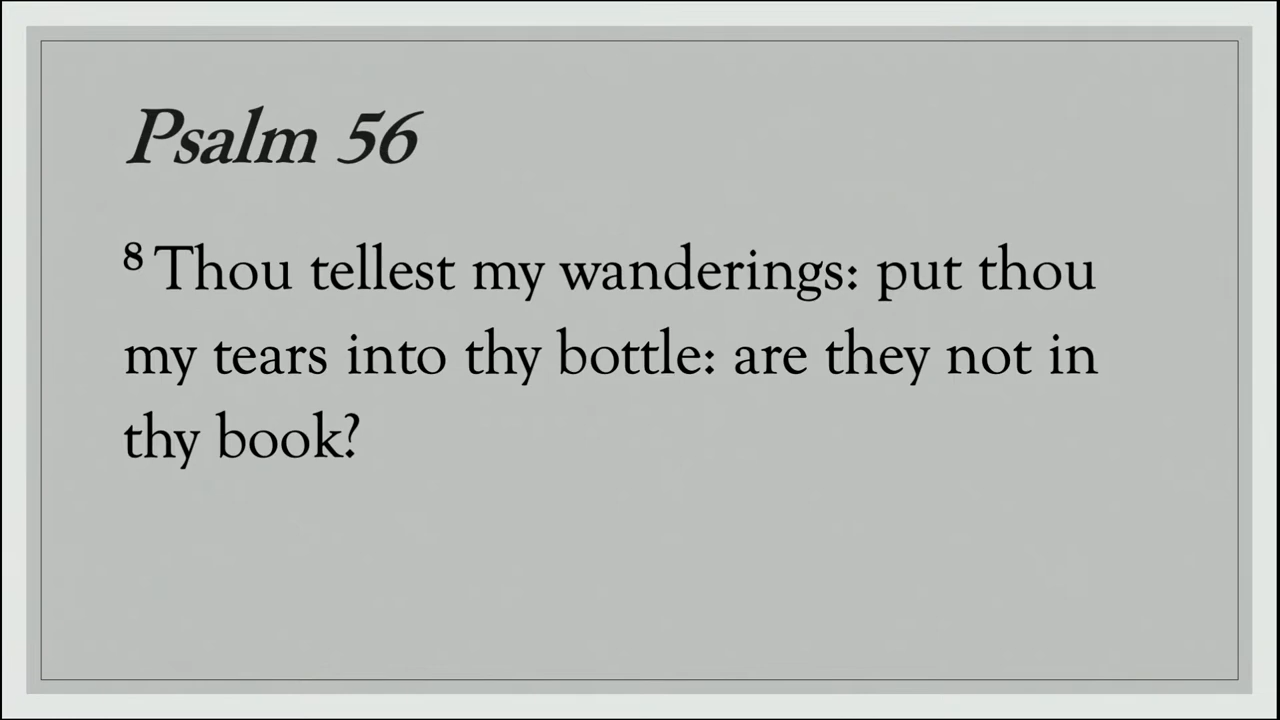 Psalm 56
⁸ Thou tellest my wanderings: put thou
my tears into thy bottle: are they not in
thy book?